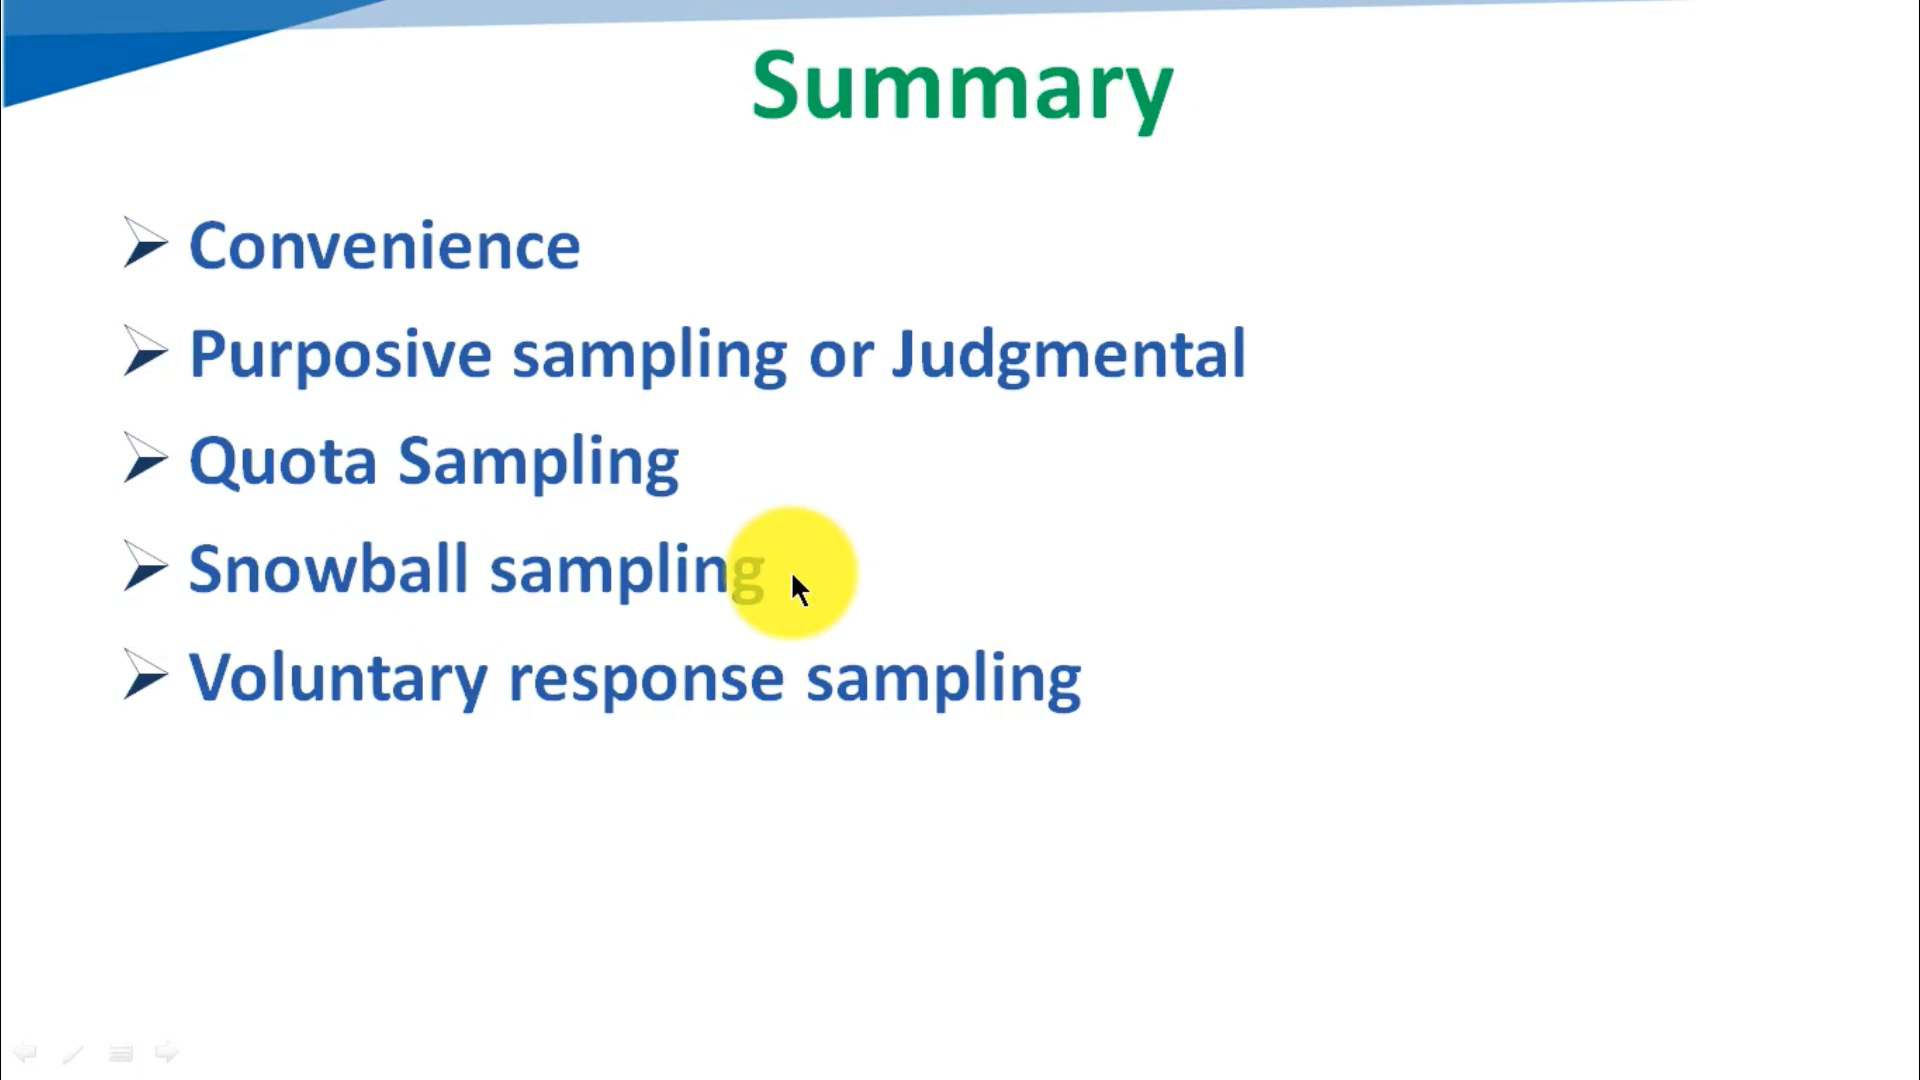 Summary
Convenience
Purposive sampling or Judgmental
Quota Sampling
Snowball sampling
Voluntary response sampling